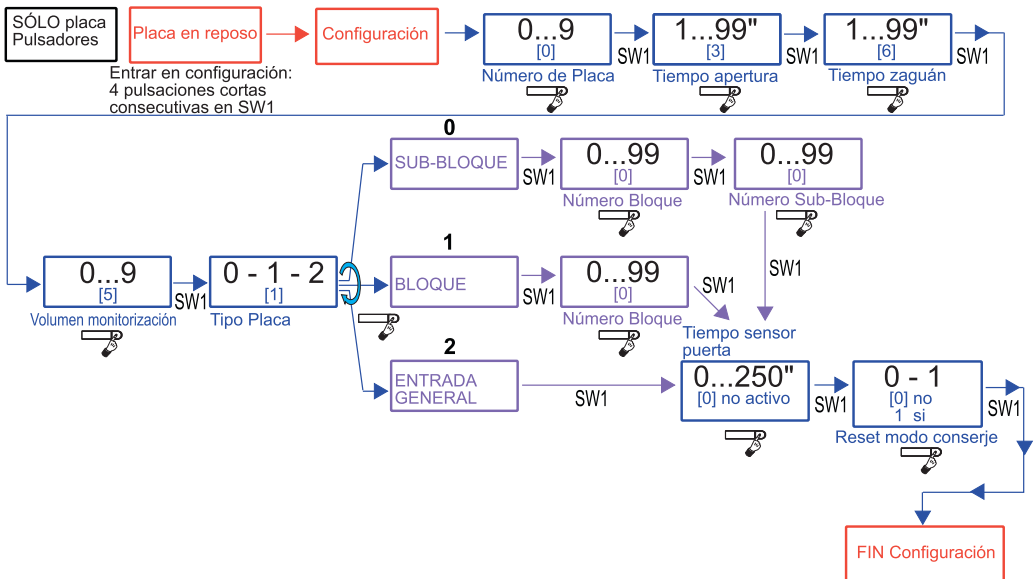 SÓLO placa
Pulsadores
Placa en reposo
Configuración
Entrar en configuración:
4 pulsaciones cortas
consecutivas en SW1
0...9
[0]
Número de Placa
SW1
1...99"
[3]
Tiempo apertura
SW1
1...99"
[6]
Tiempo zaguán
SW1
0
SUB-BLOQUE
SW1
0...99
[0]
Número Bloque
SW1
0...99
[0]
Número Sub-Bloque
SW1
0...9
[5]
Volumen monitorización
SW1
0 - 1 - 2
[1]
Tipo Placa
1
BLOQUE
SW1
0...99
[0]
Número Bloque
SW1
2
ENTRADA
GENERAL
SW1
Tiempo sensor
puerta
0...250"
[0] no activo
SW1
0 - 1
[0] no
1 si
Reset modo conserje
SW1
FIN Configuración